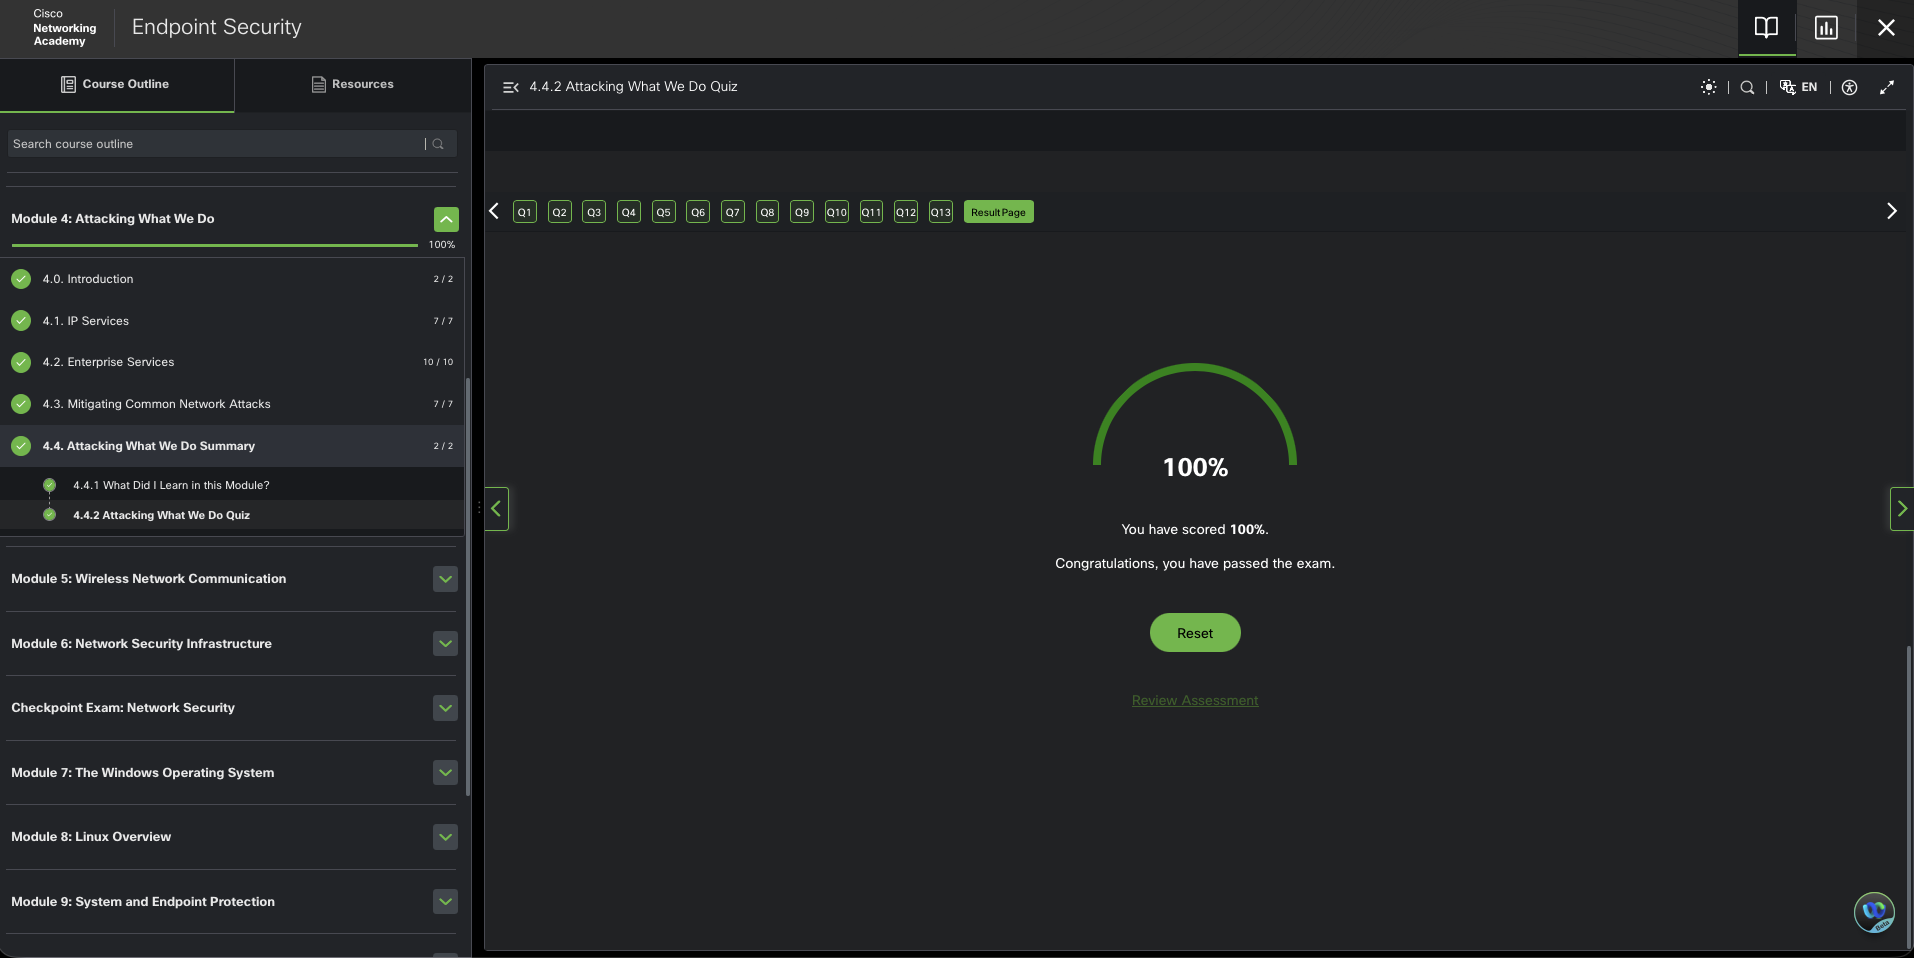 Cisco
Networking
Academy
Endpoint Security
Course Outline
Resources
Search course outline
Module 4: Attacking What We Do
100%
4.0. Introduction
2 / 2
4.1. IP Services
7 / 7
4.2. Enterprise Services
10 / 10
4.3. Mitigating Common Network Attacks
7 / 7
4.4. Attacking What We Do Summary
2 / 2
4.4.1 What Did I Learn in this Module?
4.4.2 Attacking What We Do Quiz
Module 5: Wireless Network Communication
Module 6: Network Security Infrastructure
Checkpoint Exam: Network Security
Module 7: The Windows Operating System
Module 8: Linux Overview
Module 9: System and Endpoint Protection
4.4.2 Attacking What We Do Quiz
EN
Q1 Q2 Q3 Q4 Q5 Q6 Q7 Q8 Q9 Q10 Q11 Q12 Q13 Result Page
100%
You have scored 100%.
Congratulations, you have passed the exam.
Reset
Review Assessment
Beta